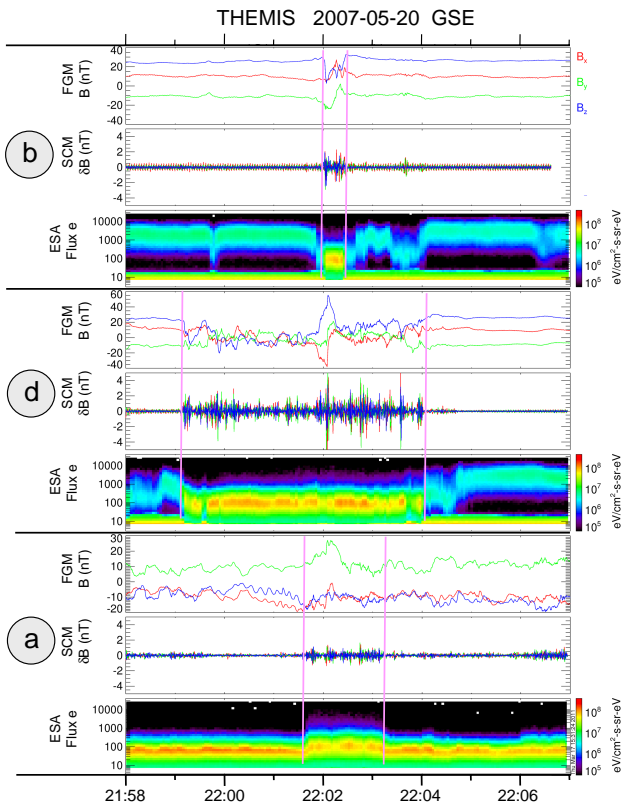 THEMIS 2007-05-20 GSE
b
FGM
B (nT)
40
20
0
-20
-40
Bx
By
Bz
SCM
δB (nT)
4
2
0
-2
-4
ESA
Flux e
10000
1000
100
10
10^8
10^7
10^6
10^5
eV/cm²-s-sr-eV
d
FGM
B (nT)
60
40
20
0
-20
-40
SCM
δB (nT)
4
2
0
-2
-4
ESA
Flux e
10000
1000
100
10
10^8
10^7
10^6
10^5
eV/cm²-s-sr-eV
a
FGM
B (nT)
30
20
10
0
-10
-20
SCM
δB (nT)
4
2
0
-2
-4
ESA
Flux e
10000
1000
100
10
10^8
10^7
10^6
10^5
eV/cm²-s-sr-eV
21:58 22:00 22:02 22:04 22:06